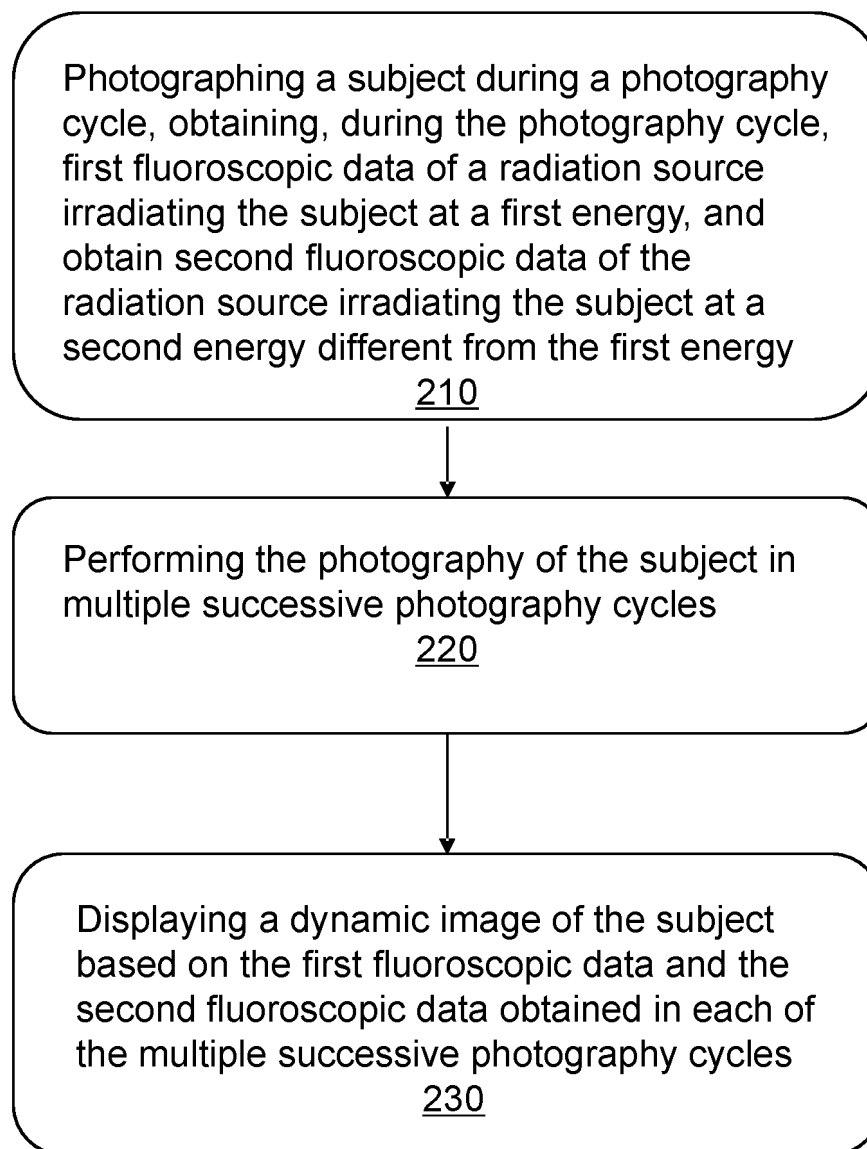 Photographing a subject during a photography
cycle, obtaining, during the photography cycle,
first fluoroscopic data of a radiation source
irradiating the subject at a first energy, and
obtain second fluoroscopic data of the
radiation source irradiating the subject at a
second energy different from the first energy
210
Performing the photography of the subject in
multiple successive photography cycles
220
Displaying a dynamic image of the subject
based on the first fluoroscopic data and the
second fluoroscopic data obtained in each of
the multiple successive photography cycles
230